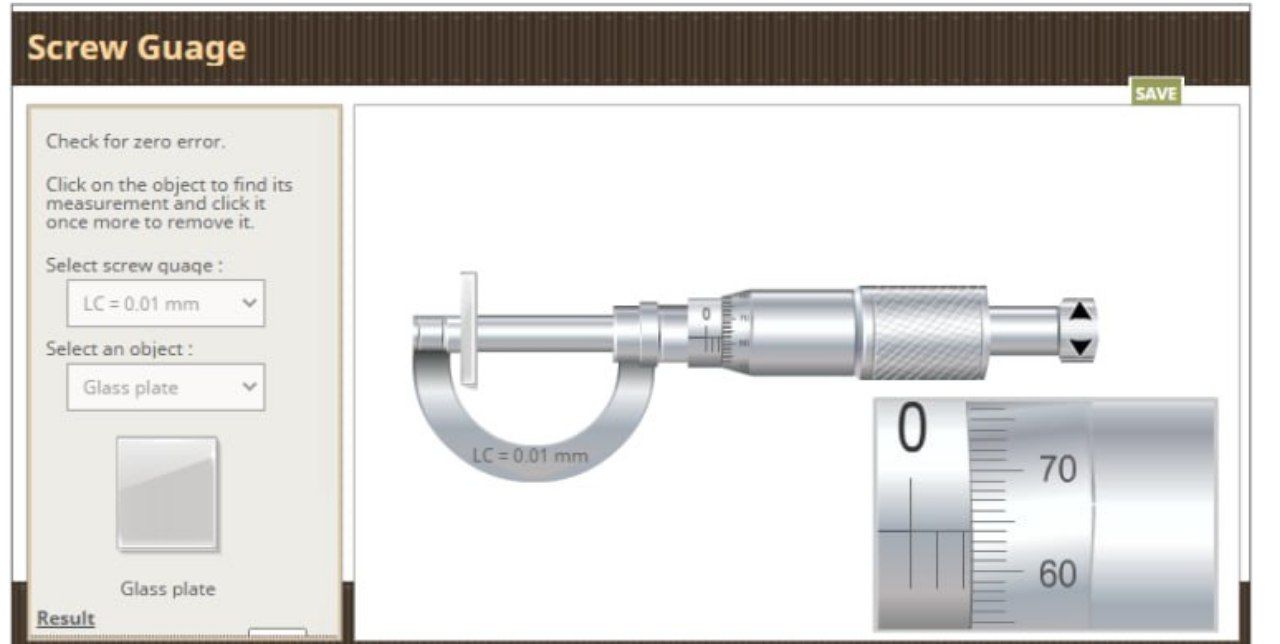 Screw Guage
SAVE
Check for zero error.
Click on the object to find its
measurement and click it
once more to remove it.
Select screw guage :
LC = 0.01 mm
Select an object :
Glass plate
Glass plate
Result
0
LC = 0.01 mm
0
70
60